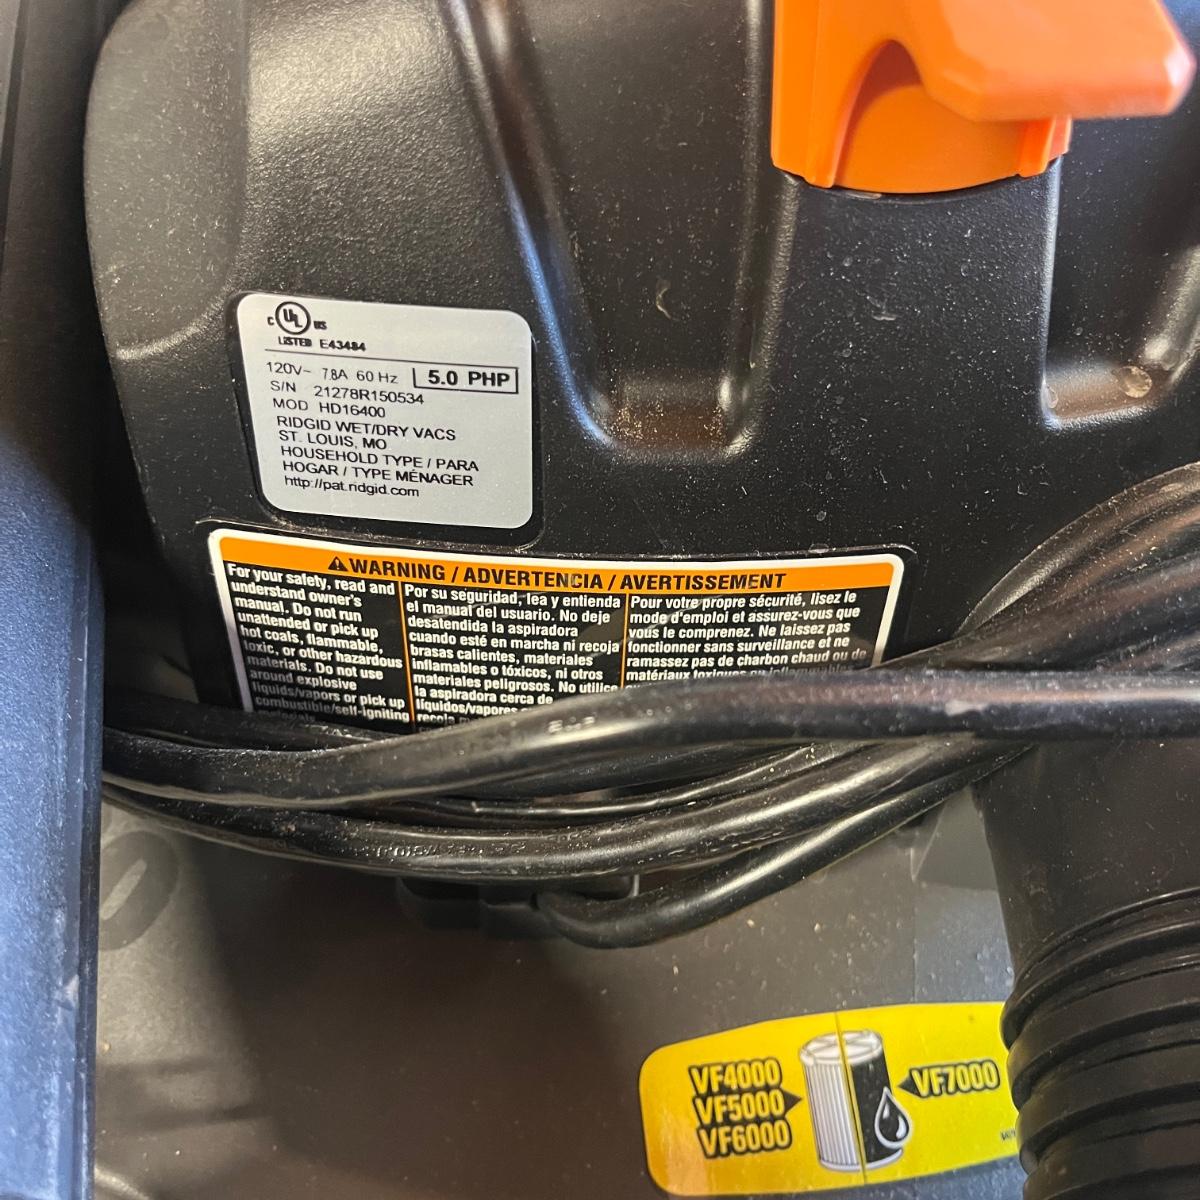 C UL US
LISTED E43484
120V~ 7.8A 60 Hz 5.0 PHP
S/N 21278R150534
MOD HD16400
RIDGID WET/DRY VACS
ST. LOUIS, MO
HOUSEHOLD TYPE / PARA
HOGAR / TYPE MÉNAGER
http://pat.ridgid.com
WARNING / ADVERTENCIA / AVERTISSEMENT
For your safety, read and
understand owner's
manual. Do not run
unattended or pick up
hot coals, flammable,
toxic, or other hazardous
materials. Do not use
around explosive
liquids/vapors or pick up
combustible/self-igniting
materials
Por su seguridad, lea y entienda
el manual del usuario. No deje
desatendida la aspiradora
cuando esté en marcha ni recoja
brasas calientes, materiales
inflamables o tóxicos, ni otros
materiales peligrosos. No utilice
la aspiradora cerca de
líquidos/vapores
Pour votre propre sécurité, lisez le
mode d'emploi et assurez-vous que
vous le comprenez. Ne laissez pas
fonctionner sans surveillance et ne
ramassez pas de charbon chaud ou de
matériaux toxiques ou inflammables
VF4000
VF5000
VF6000
VF7000